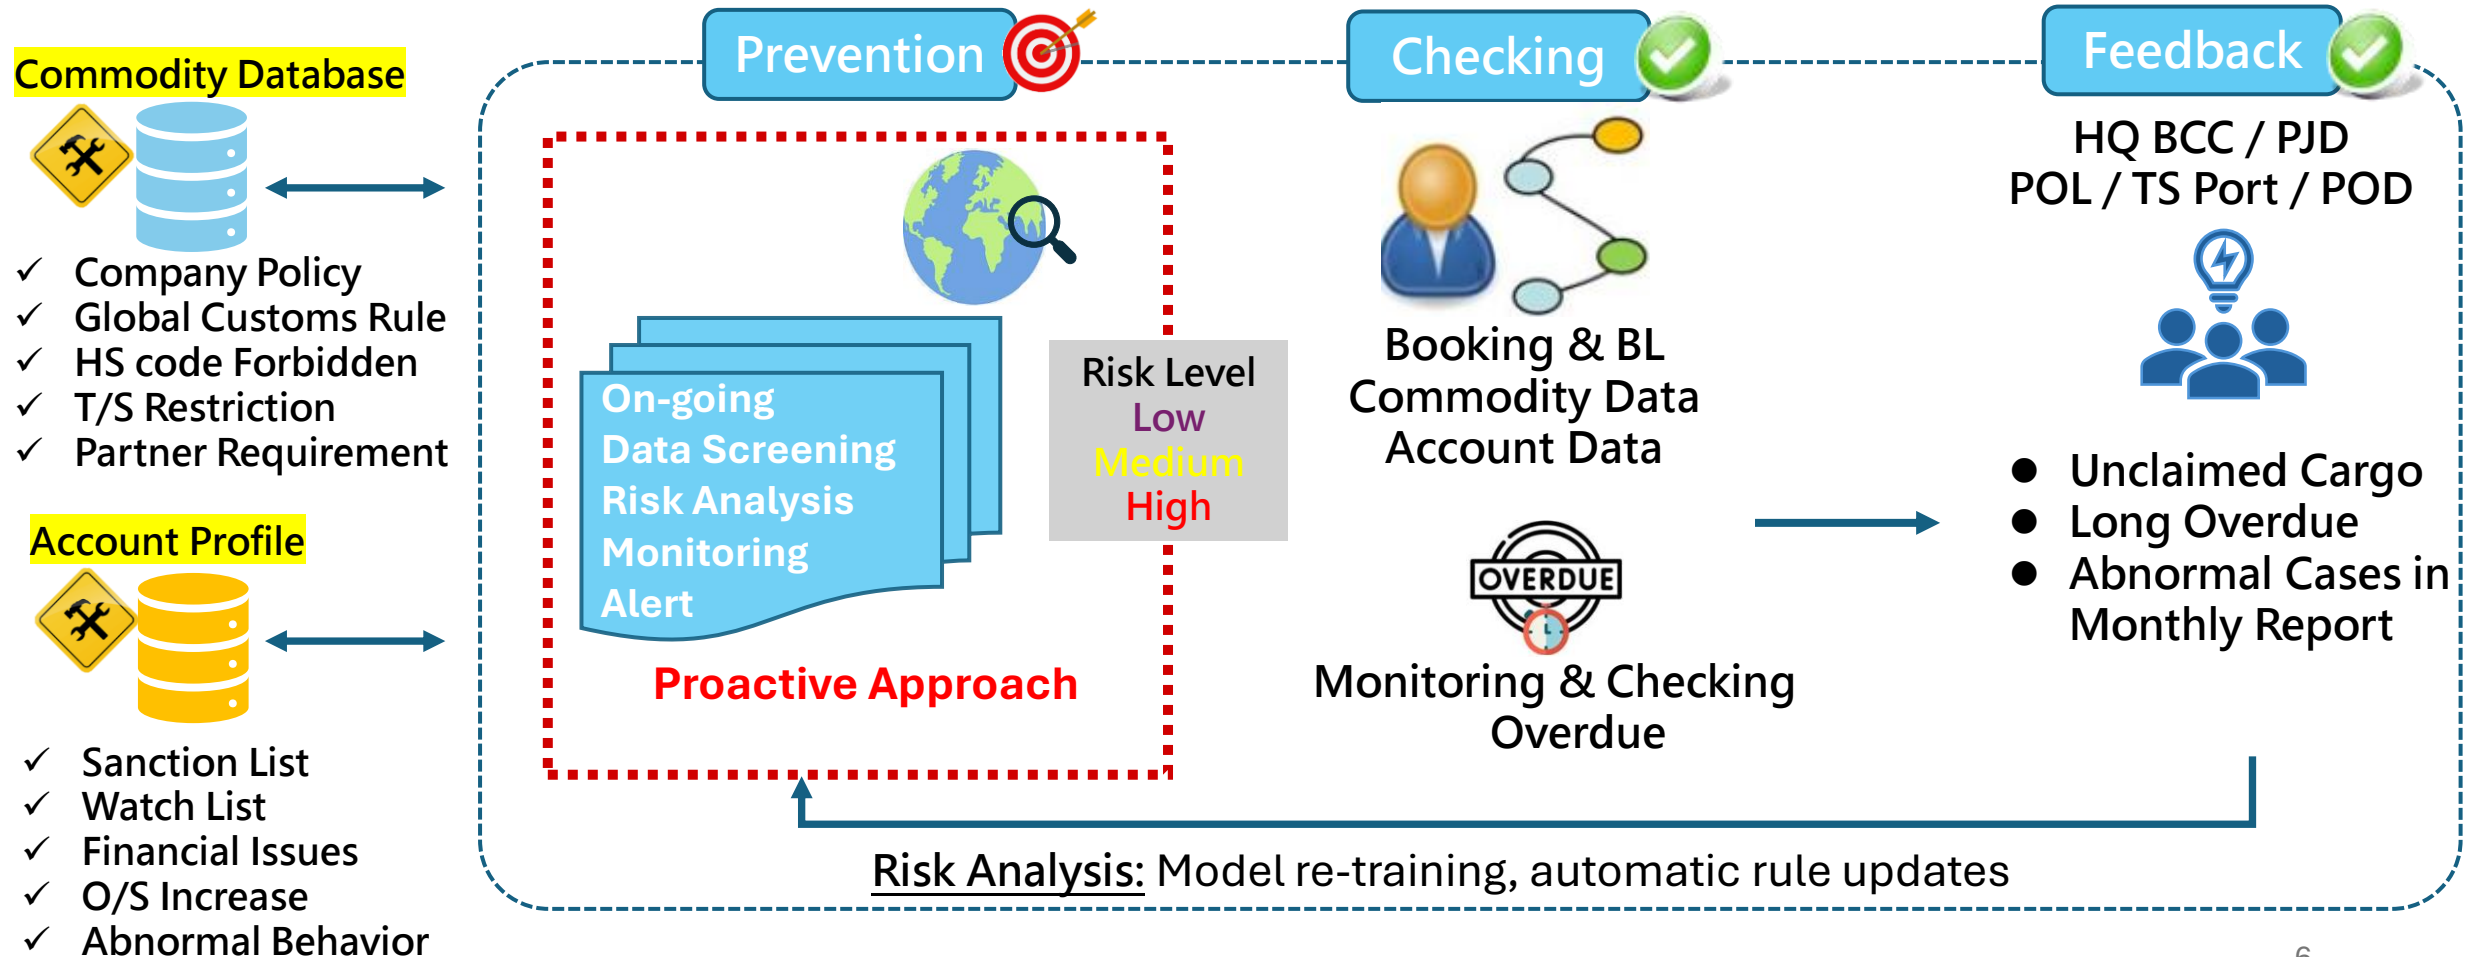 Commodity Database
✓ Company Policy
✓ Global Customs Rule
✓ HS code Forbidden
✓ T/S Restriction
✓ Partner Requirement
Account Profile
✓ Sanction List
✓ Watch List
✓ Financial Issues
✓ O/S Increase
✓ Abnormal Behavior
Prevention
On-going
Data Screening
Risk Analysis
Monitoring
Alert
Proactive Approach
Risk Level
Low
Medium
High
Checking
Booking & BL
Commodity Data
Account Data
OVERDUE
Monitoring & Checking
Overdue
Feedback
HQ BCC / PJD
POL / TS Port / POD
● Unclaimed Cargo
● Long Overdue
● Abnormal Cases in
Monthly Report
Risk Analysis: Model re-training, automatic rule updates